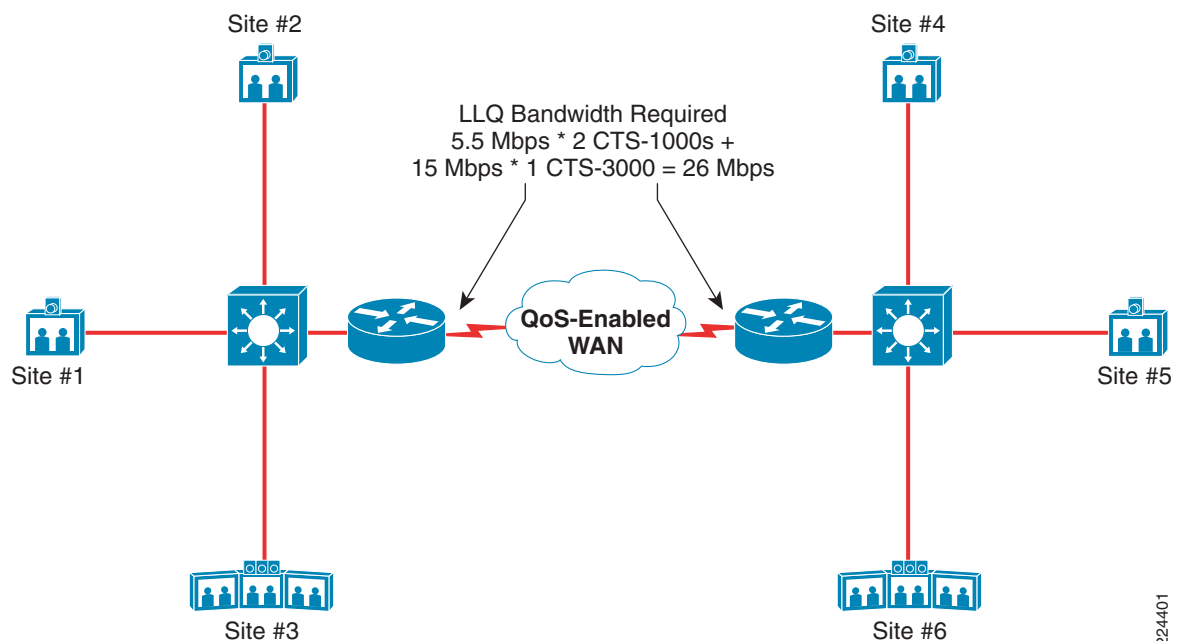 Site #2
Site #4
LLQ Bandwidth Required
5.5 Mbps * 2 CTS-1000s +
15 Mbps * 1 CTS-3000 = 26 Mbps
QoS-Enabled
WAN
Site #1
Site #5
Site #3
Site #6
224401